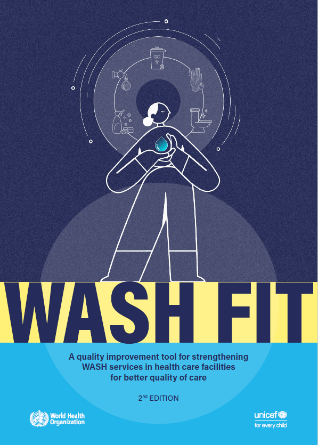 WASH FIT
A quality improvement tool for strengthening
WASH services in health care facilities
for better quality of care
2ST EDITION
World Health
Organization
unicef
for every child